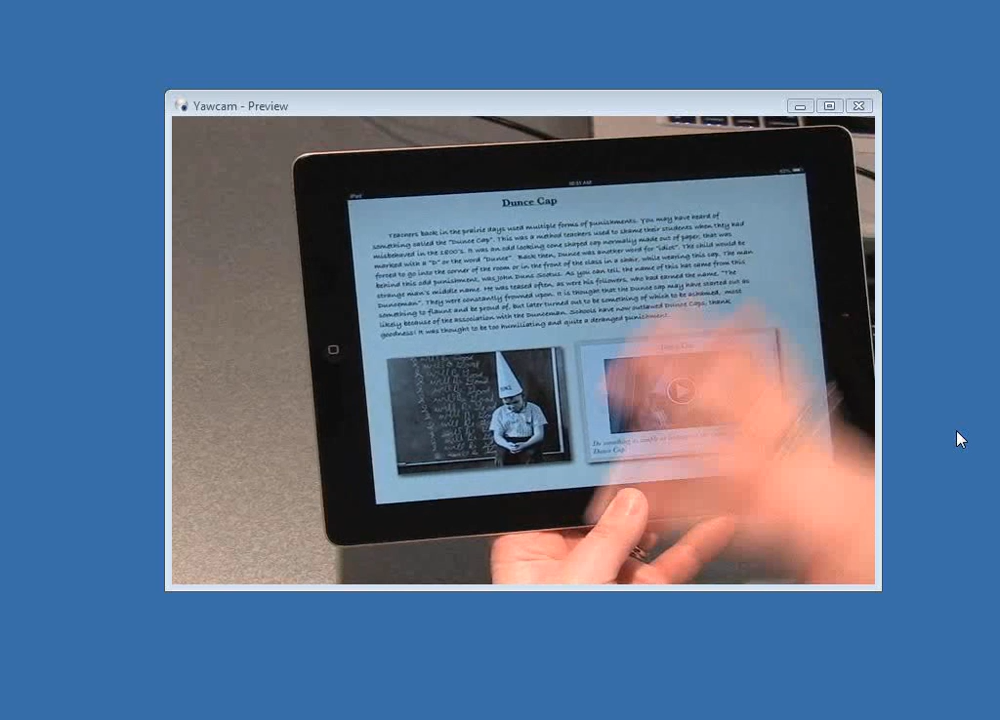 Yawcam - Preview
iPad
Dunce Cap
Teachers back in the prairie days used multiple forms of punishments. You may have heard of
something called the "Dunce Cap". This was a method teachers used to shame their students when they had
misbehaved in the 1800's. It was an odd looking cone shaped cap normally made out of paper, that was
marked with a "D" or the word "Dunce". Back then, Dunce was another word for "idiot". The child would be
forced to go into the corner of the room or in the front of the class in a chair, while wearing this cap. The man
behind this odd punishment, was John Duns Scotus. As you can tell, the name of this has came from this
strange man's middle name. He was teased often, as were his followers, who had earned the name, "The
Dunceman". They were constantly frowned upon. It is thought that the Dunce cap may have started out as
something to flaunt and be proud of, but later turned out to be something of which to be ashamed, most
likely because of the association with the Dunceman. Schools have now outlawed Dunce Caps, thank
goodness! It was thought to be too humiliating and quite a deranged punishment.
Dunce Cap